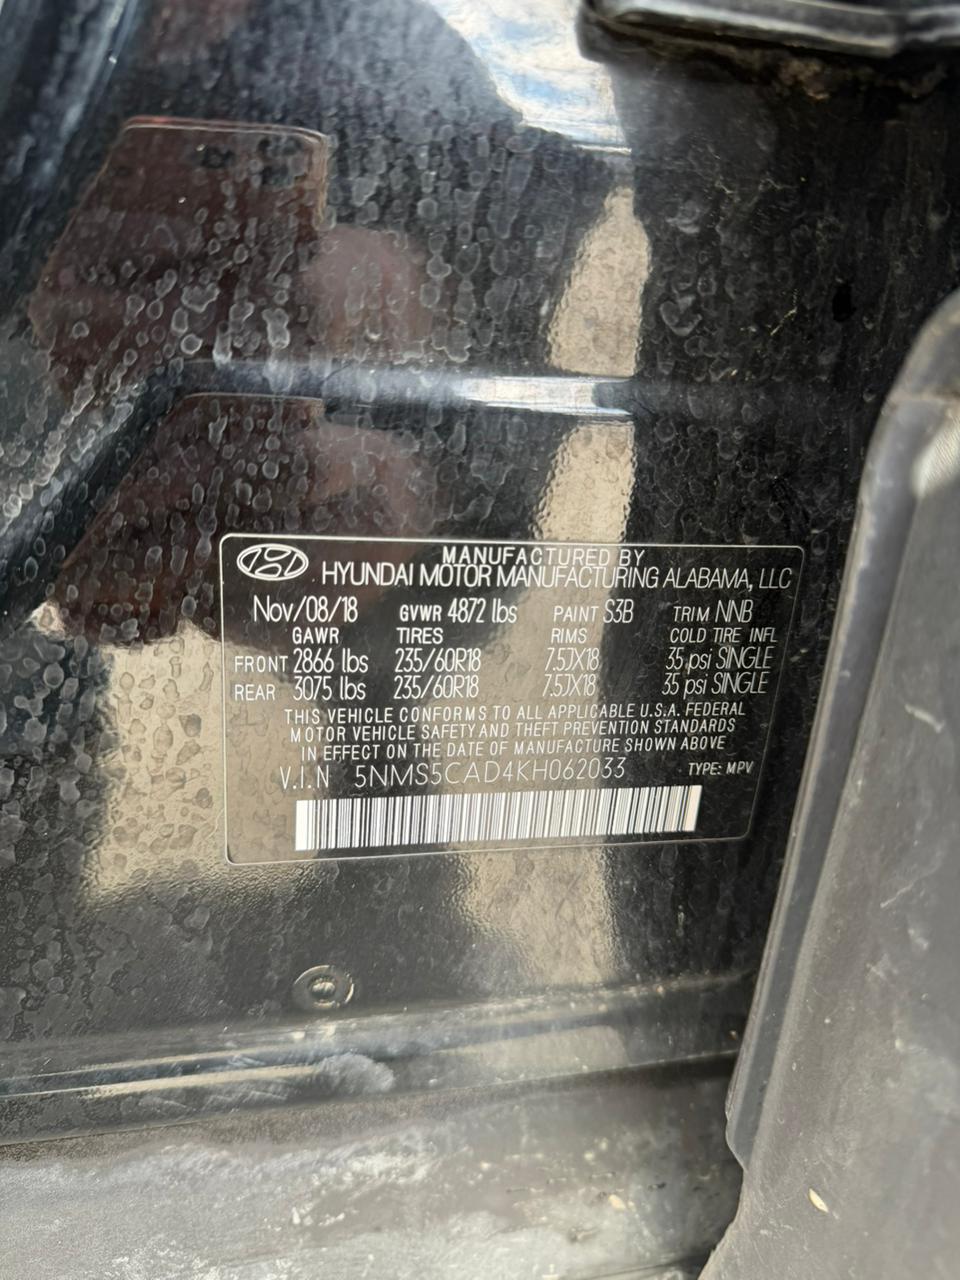 MANUFACTURED BY
HYUNDAI MOTOR MANUFACTURING ALABAMA, LLC
Nov/08/18 GVWR 4872 lbs PAINT S3B TRIM NNB
GAWR TIRES RIMS COLD TIRE INFL
FRONT 2866 lbs 235/60R18 7.5JX18 35 psi SINGLE
REAR 3075 lbs 235/60R18 7.5JX18 35 psi SINGLE
THIS VEHICLE CONFORMS TO ALL APPLICABLE U.S.A. FEDERAL
MOTOR VEHICLE SAFETY AND THEFT PREVENTION STANDARDS
IN EFFECT ON THE DATE OF MANUFACTURE SHOWN ABOVE
V.I.N 5NMS5CAD4KH062033 TYPE: MPV